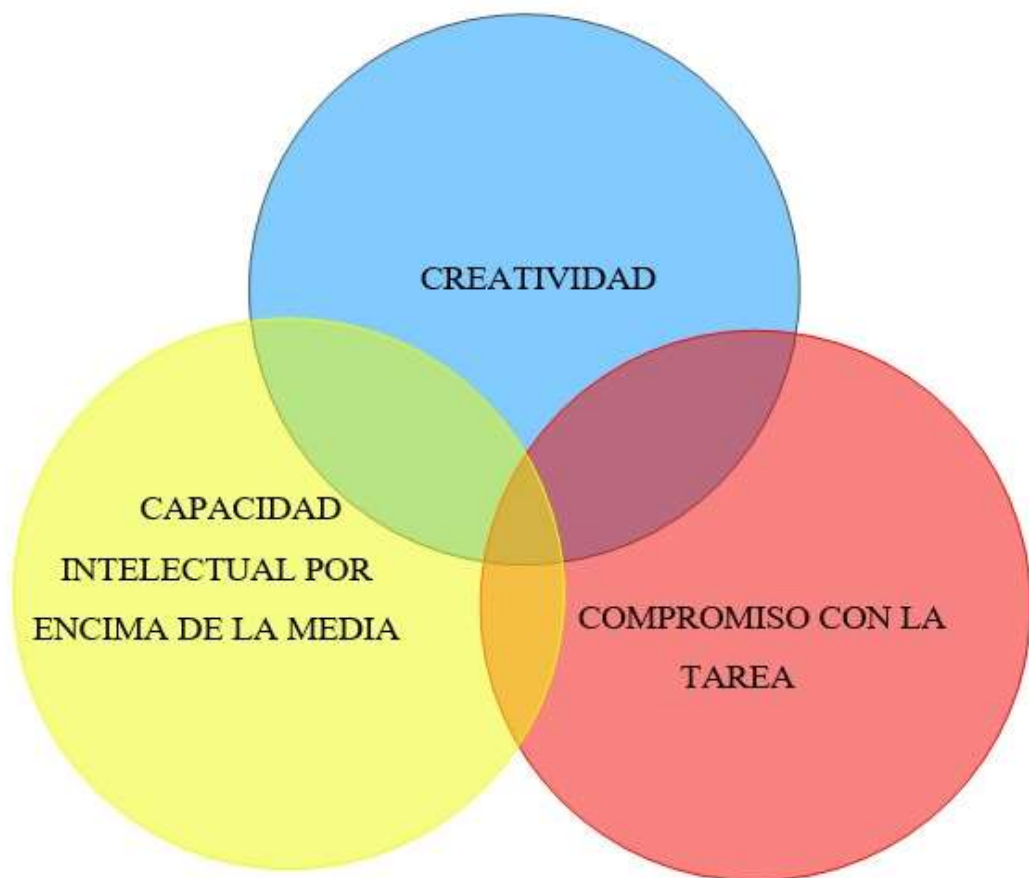 CREATIVIDAD
CAPACIDAD
INTELECTUAL POR
ENCIMA DE LA MEDIA
COMPROMISO CON LA
TAREA